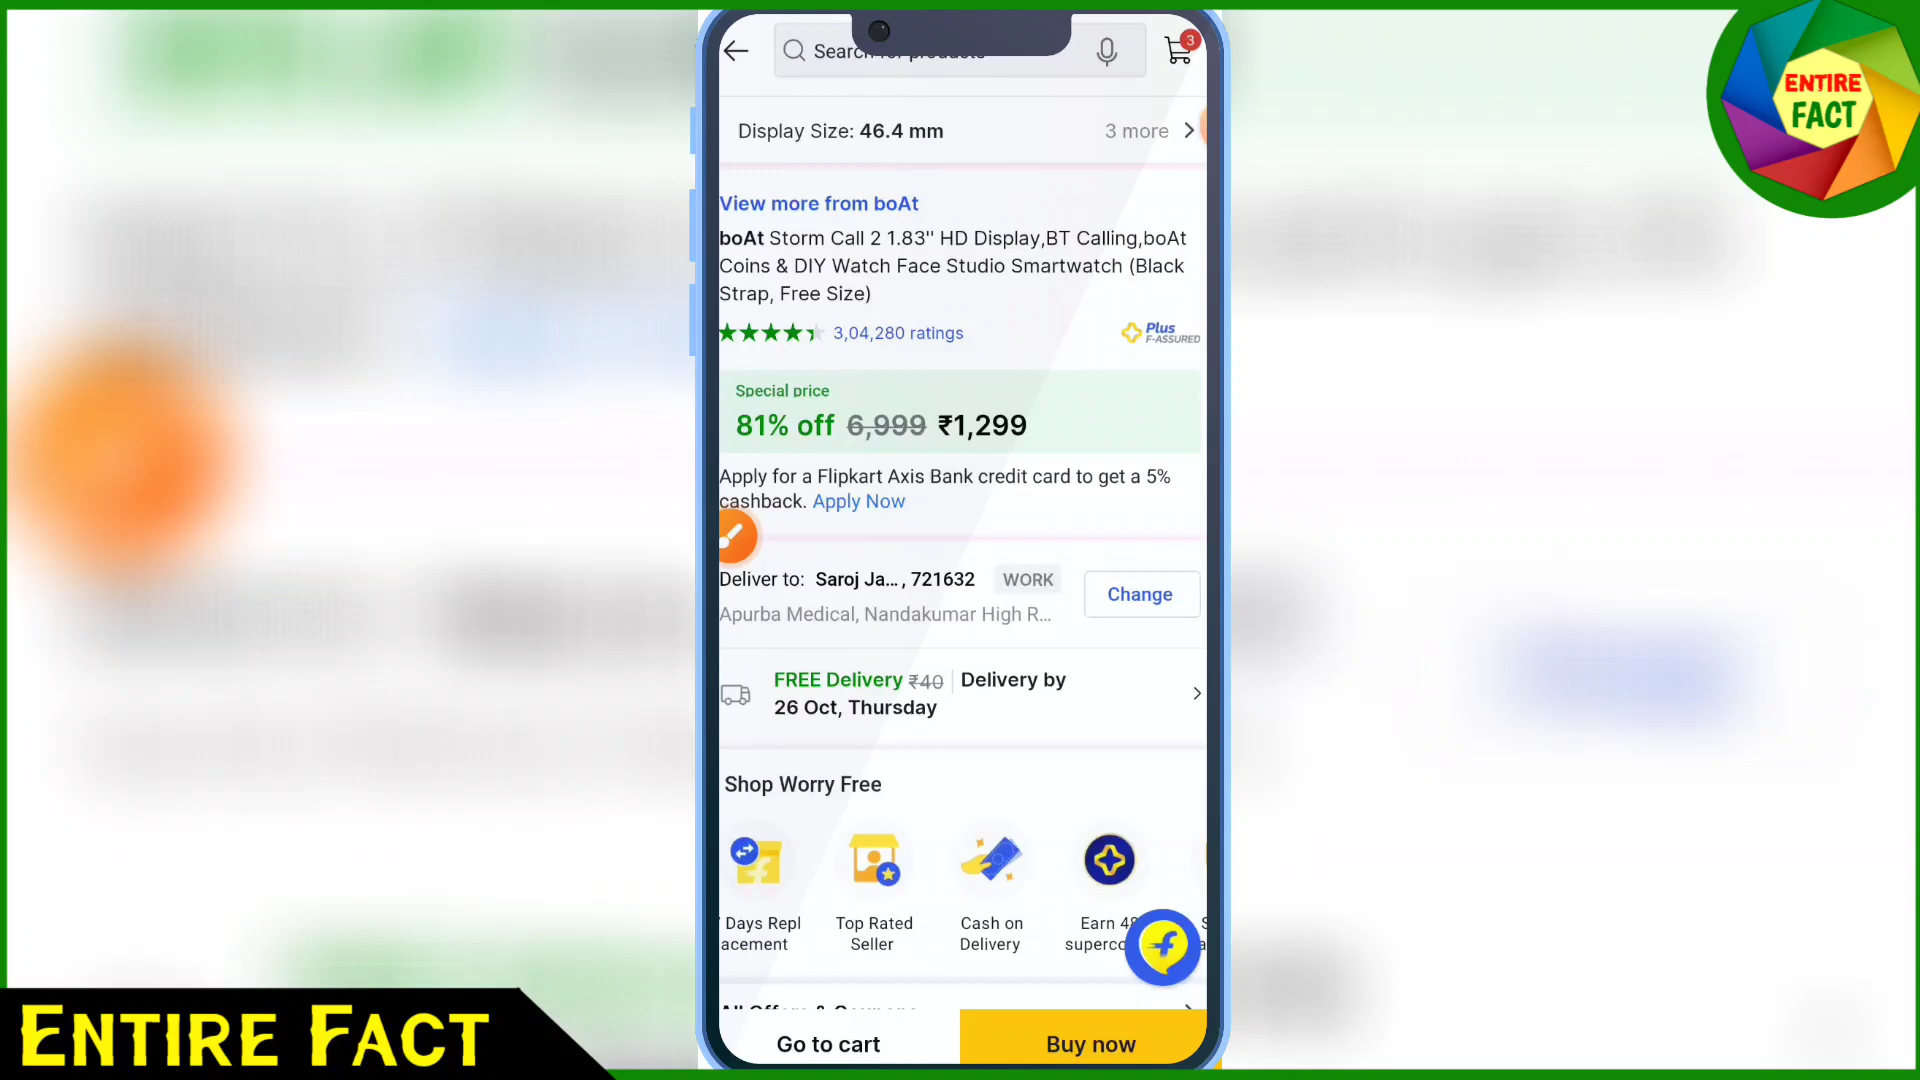 3
Display Size: 46.4 mm
3 more
View more from boAt
boAt Storm Call 2 1.83" HD Display,BT Calling,boAt
Coins & DIY Watch Face Studio Smartwatch (Black
Strap, Free Size)
3,04,280 ratings
Plus
F-ASSURED
Special price
81% off 6,999 ₹1,299
Apply for a Flipkart Axis Bank credit card to get a 5%
cashback. Apply Now
Deliver to: Saroj Ja... , 721632 WORK
Change
Apurba Medical, Nandakumar High R...
FREE Delivery ₹40 Delivery by
26 Oct, Thursday
Shop Worry Free
Days Repl
acement
Top Rated
Seller
Cash on
Delivery
Earn
Go to cart
Buy now
ENTIRE
FACT
ENTIRE FACT